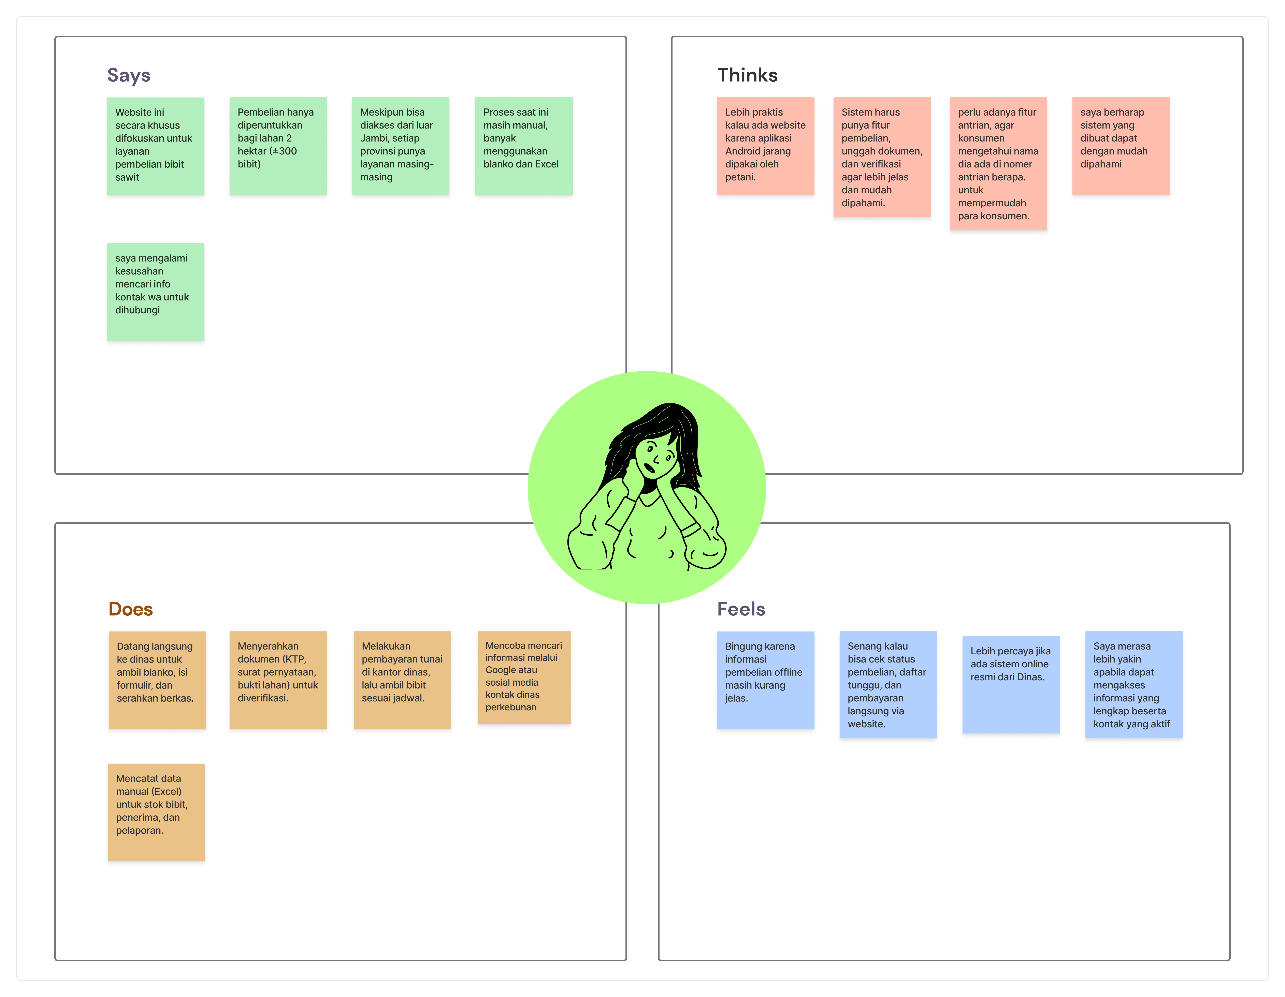 Says
Website ini
secara khusus
difokuskan untuk
layanan
pembelian bibit
sawit
Pembelian hanya
diperuntukkan
bagi lahan 2
hektar (±300
bibit)
Meskipun bisa
diakses dari luar
Jambi, setiap
provinsi punya
layanan masing-
masing
Proses saat ini
masih manual,
banyak
menggunakan
blanko dan Excel
saya mengalami
kesusahan
mencari info
kontak wa untuk
dihubungi
Thinks
Lebih praktis
kalau ada website
karena aplikasi
Android jarang
dipakai oleh
petani.
Sistem harus
punya fitur
pembelian,
unggah dokumen,
dan verifikasi
agar lebih jelas
dan mudah
dipahami.
perlu adanya fitur
antrian, agar
konsumen
mengetahui nama
dia ada di nomer
antrian berapa.
untuk
mempermudah
para konsumen.
saya berharap
sistem yang
dibuat dapat
dengan mudah
dipahami
Does
Datang langsung
ke dinas untuk
ambil blanko, isi
formulir, dan
serahkan berkas.
Menyerahkan
dokumen (KTP,
surat pernyataan,
bukti lahan) untuk
diverifikasi.
Melakukan
pembayaran tunai
di kantor dinas,
lalu ambil bibit
sesuai jadwal.
Mencoba mencari
informasi melalui
Google atau
sosial media
kontak dinas
perkebunan
Mencatat data
manual (Excel)
untuk stok bibit,
penerima, dan
pelaporan.
Feels
Bingung karena
informasi
pembelian offline
masih kurang
jelas.
Senang kalau
bisa cek status
pembelian, daftar
tunggu, dan
pembayaran
langsung via
website.
Lebih percaya jika
ada sistem online
resmi dari Dinas.
Saya merasa
lebih yakin
apabila dapat
mengakses
informasi yang
lengkap beserta
kontak yang aktif